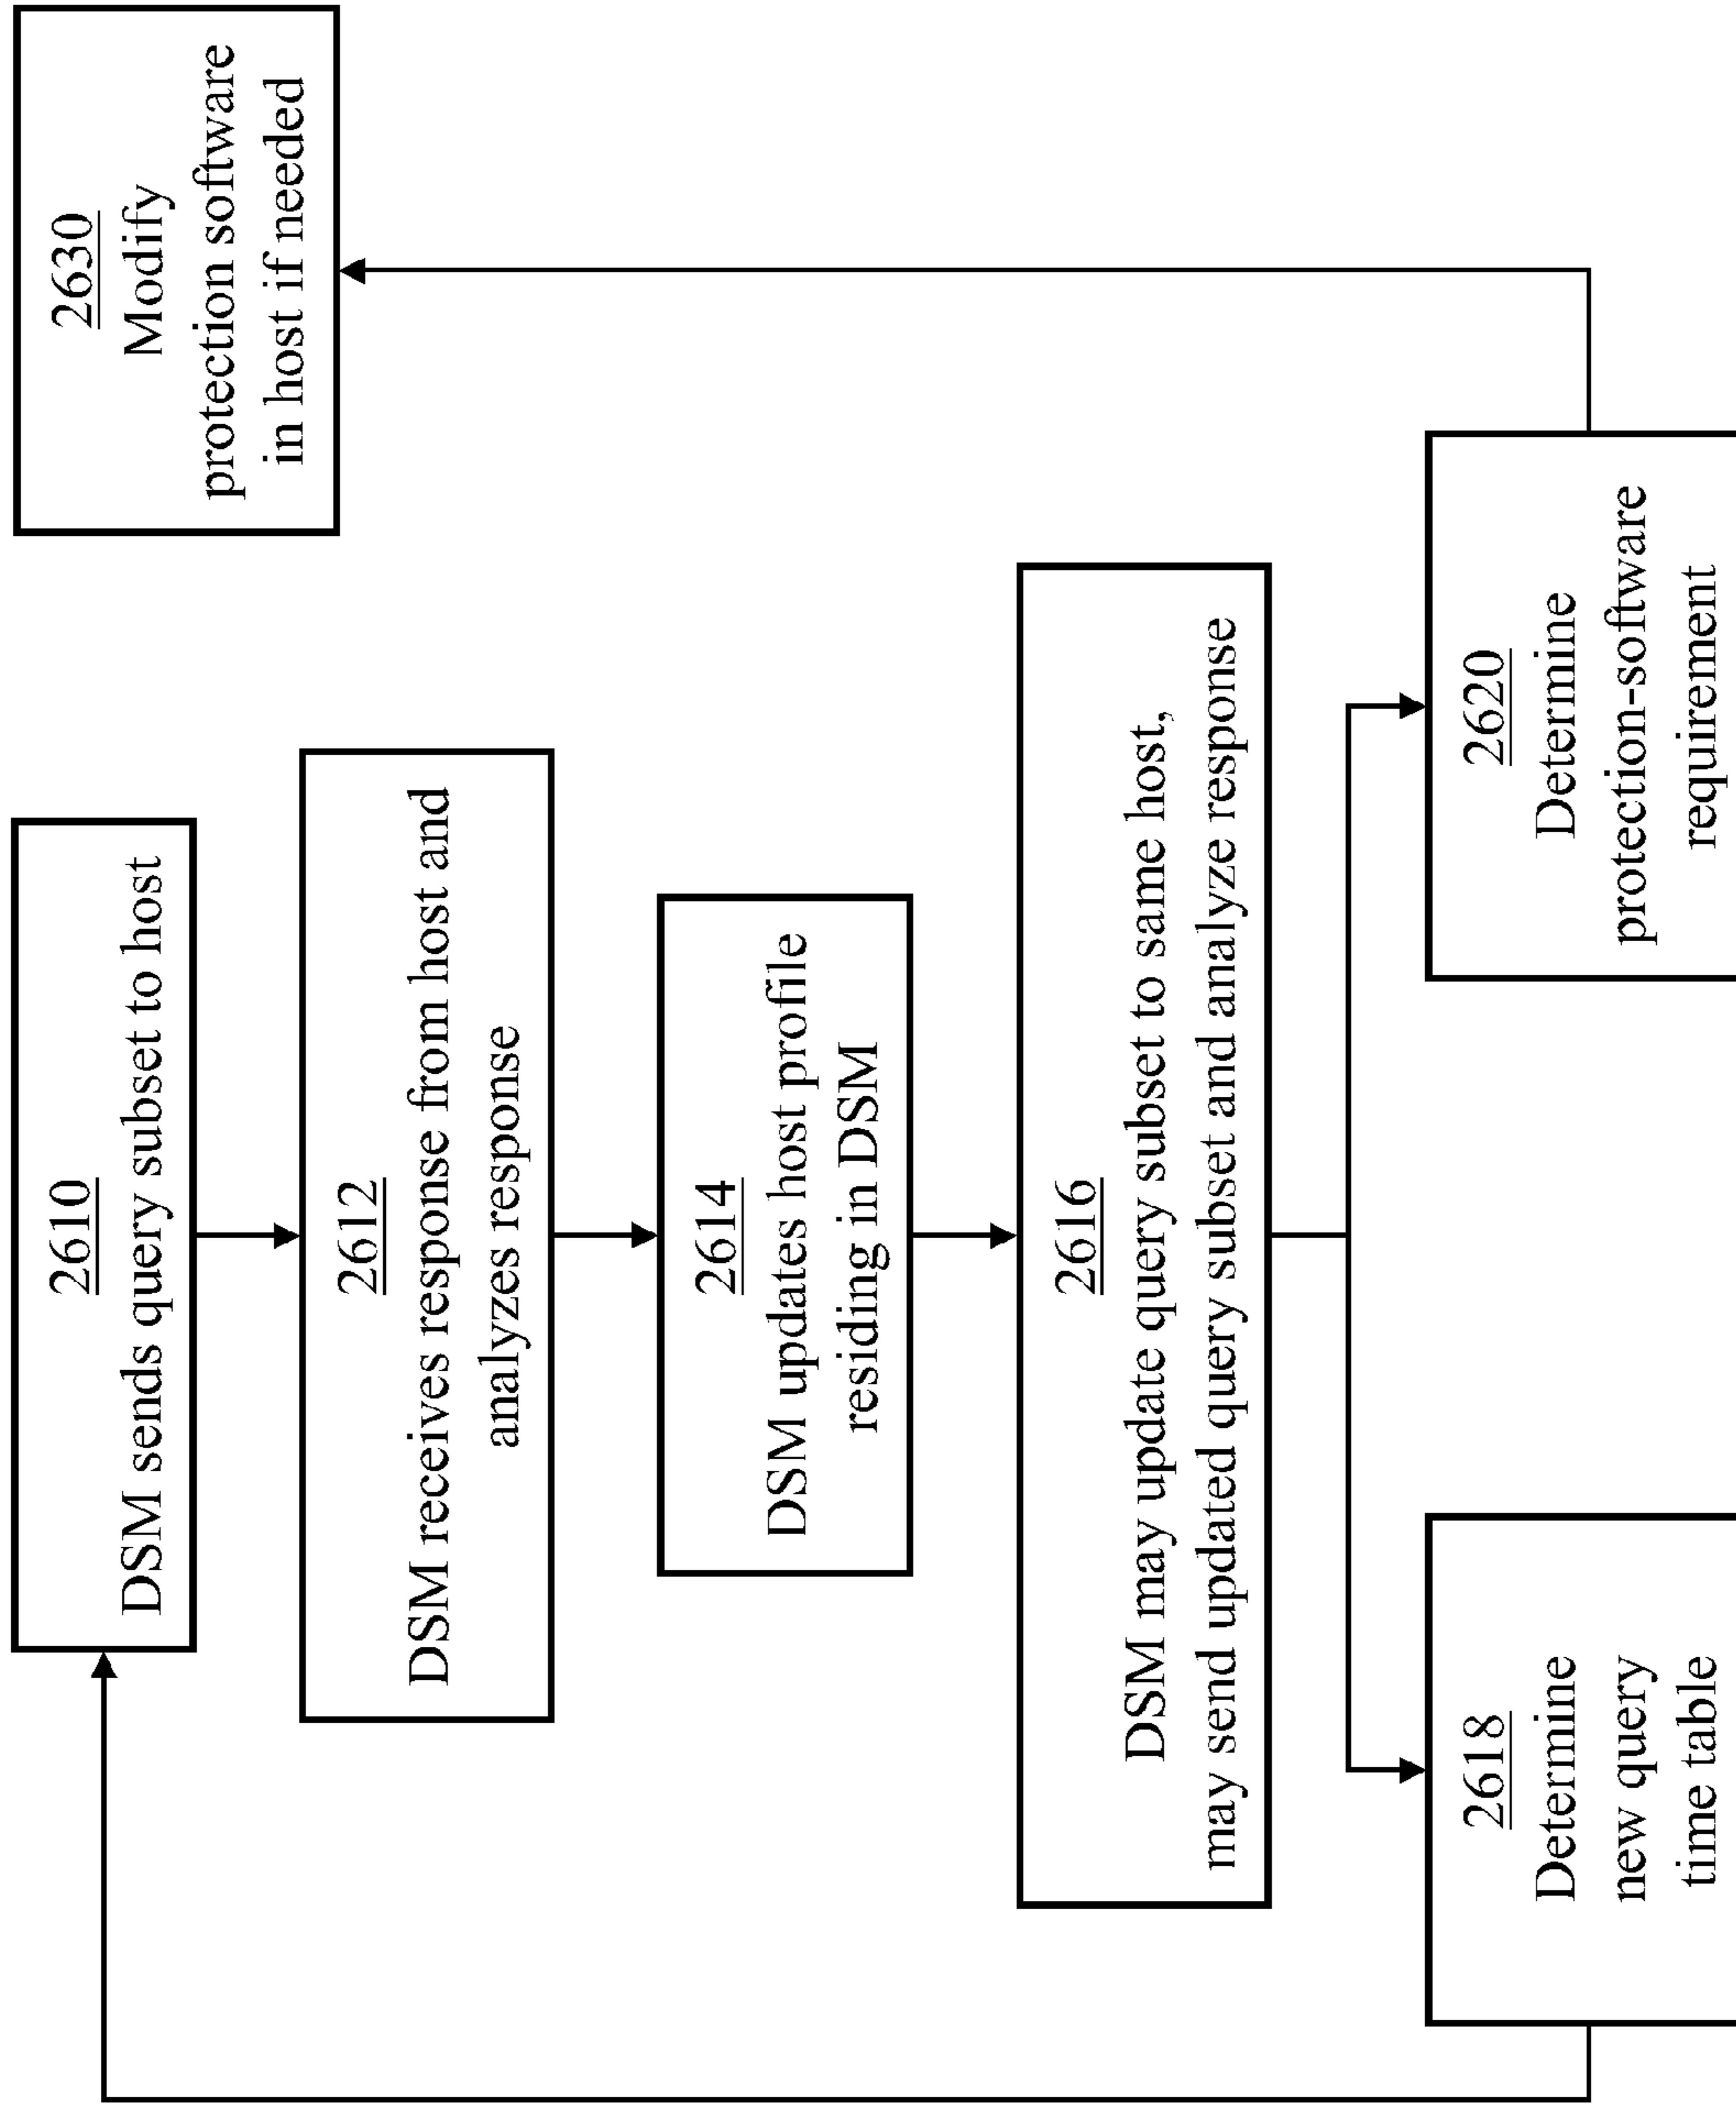 2610
DSM sends query subset to host
2612
DSM receives response from host and
analyzes response
2614
DSM updates host profile
residing in DSM
2616
DSM may update query subset to same host,
may send updated query subset and analyze response
2618
Determine
new query
time table
2620
Determine
protection-software
requirement
2630
Modify
protection software
in host if needed